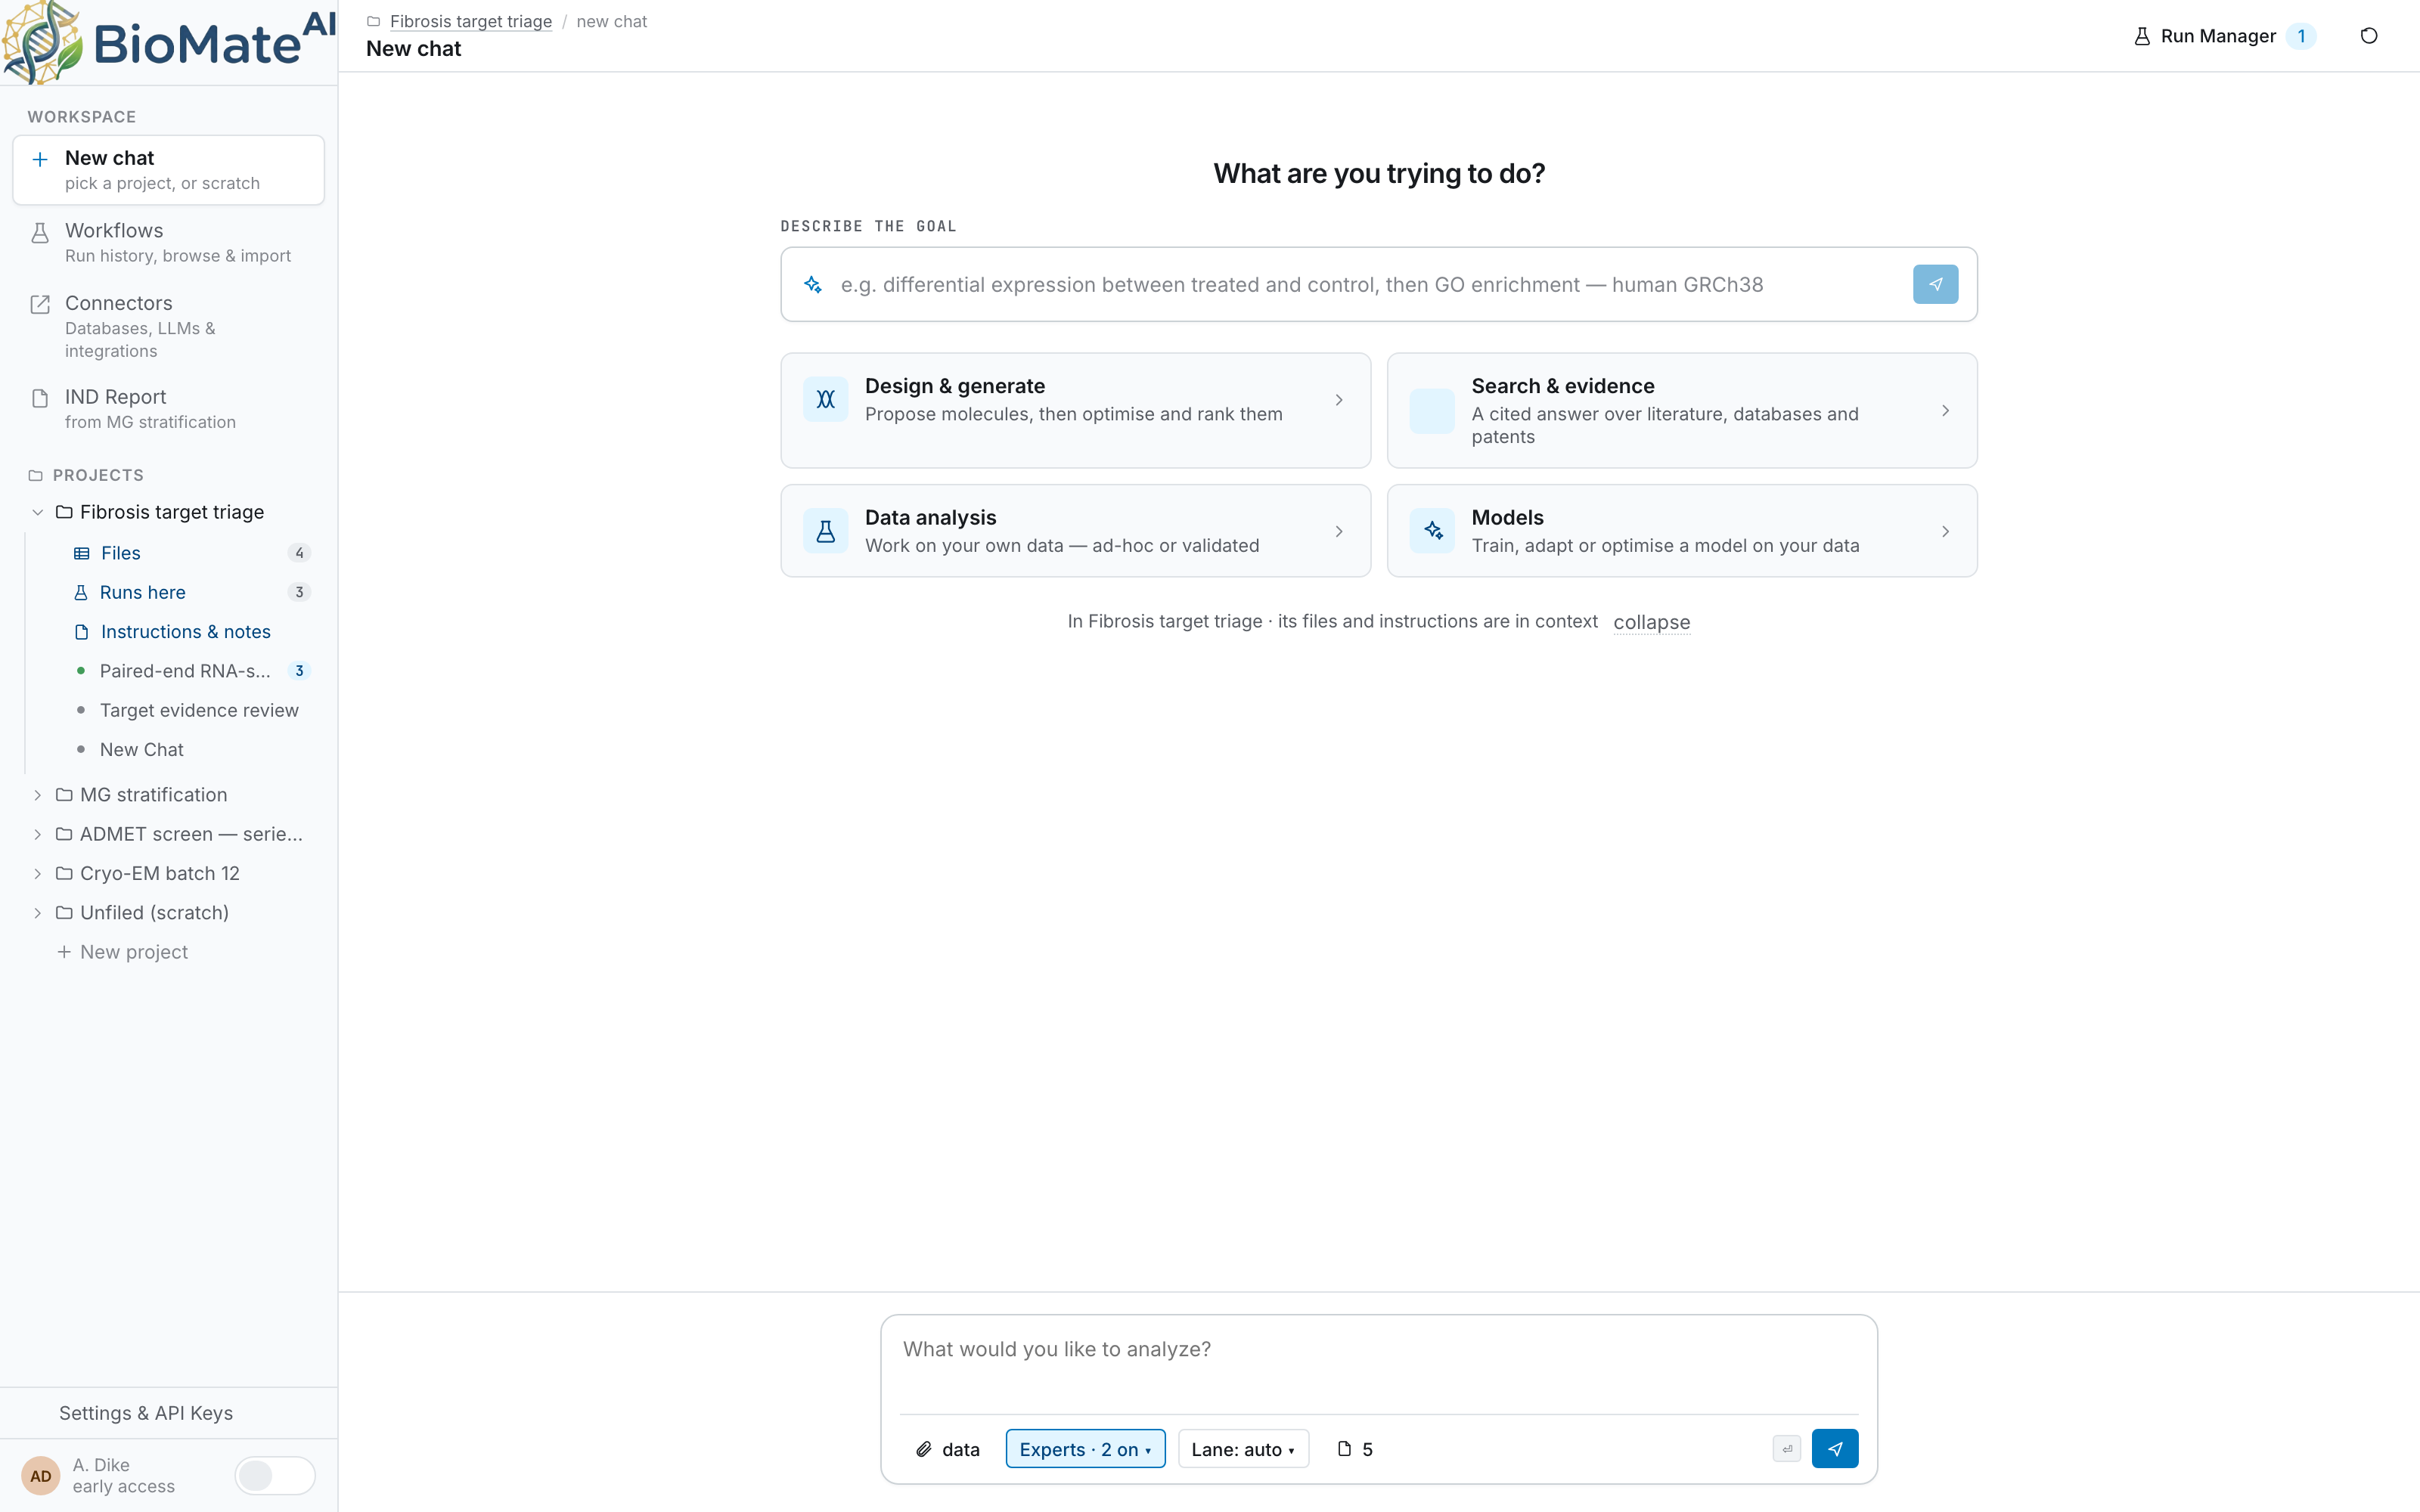 BioMate AI
WORKSPACE
New chat
pick a project, or scratch
Workflows
Run history, browse & import
Connectors
Databases, LLMs &
integrations
IND Report
from MG stratification
PROJECTS
Fibrosis target triage
Files 4
Runs here 3
Instructions & notes
Paired-end RNA-s... 3
Target evidence review
New Chat
MG stratification
ADMET screen — serie...
Cryo-EM batch 12
Unfiled (scratch)
+ New project
Settings & API Keys
AD
A. Dike
early access
Fibrosis target triage / new chat
New chat
Run Manager 1
What are you trying to do?
DESCRIBE THE GOAL
e.g. differential expression between treated and control, then GO enrichment — human GRCh38
Design & generate
Propose molecules, then optimise and rank them
Search & evidence
A cited answer over literature, databases and
patents
Data analysis
Work on your own data — ad-hoc or validated
Models
Train, adapt or optimise a model on your data
In Fibrosis target triage · its files and instructions are in context collapse
What would you like to analyze?
data
Experts · 2 on ▾
Lane: auto ▾
5